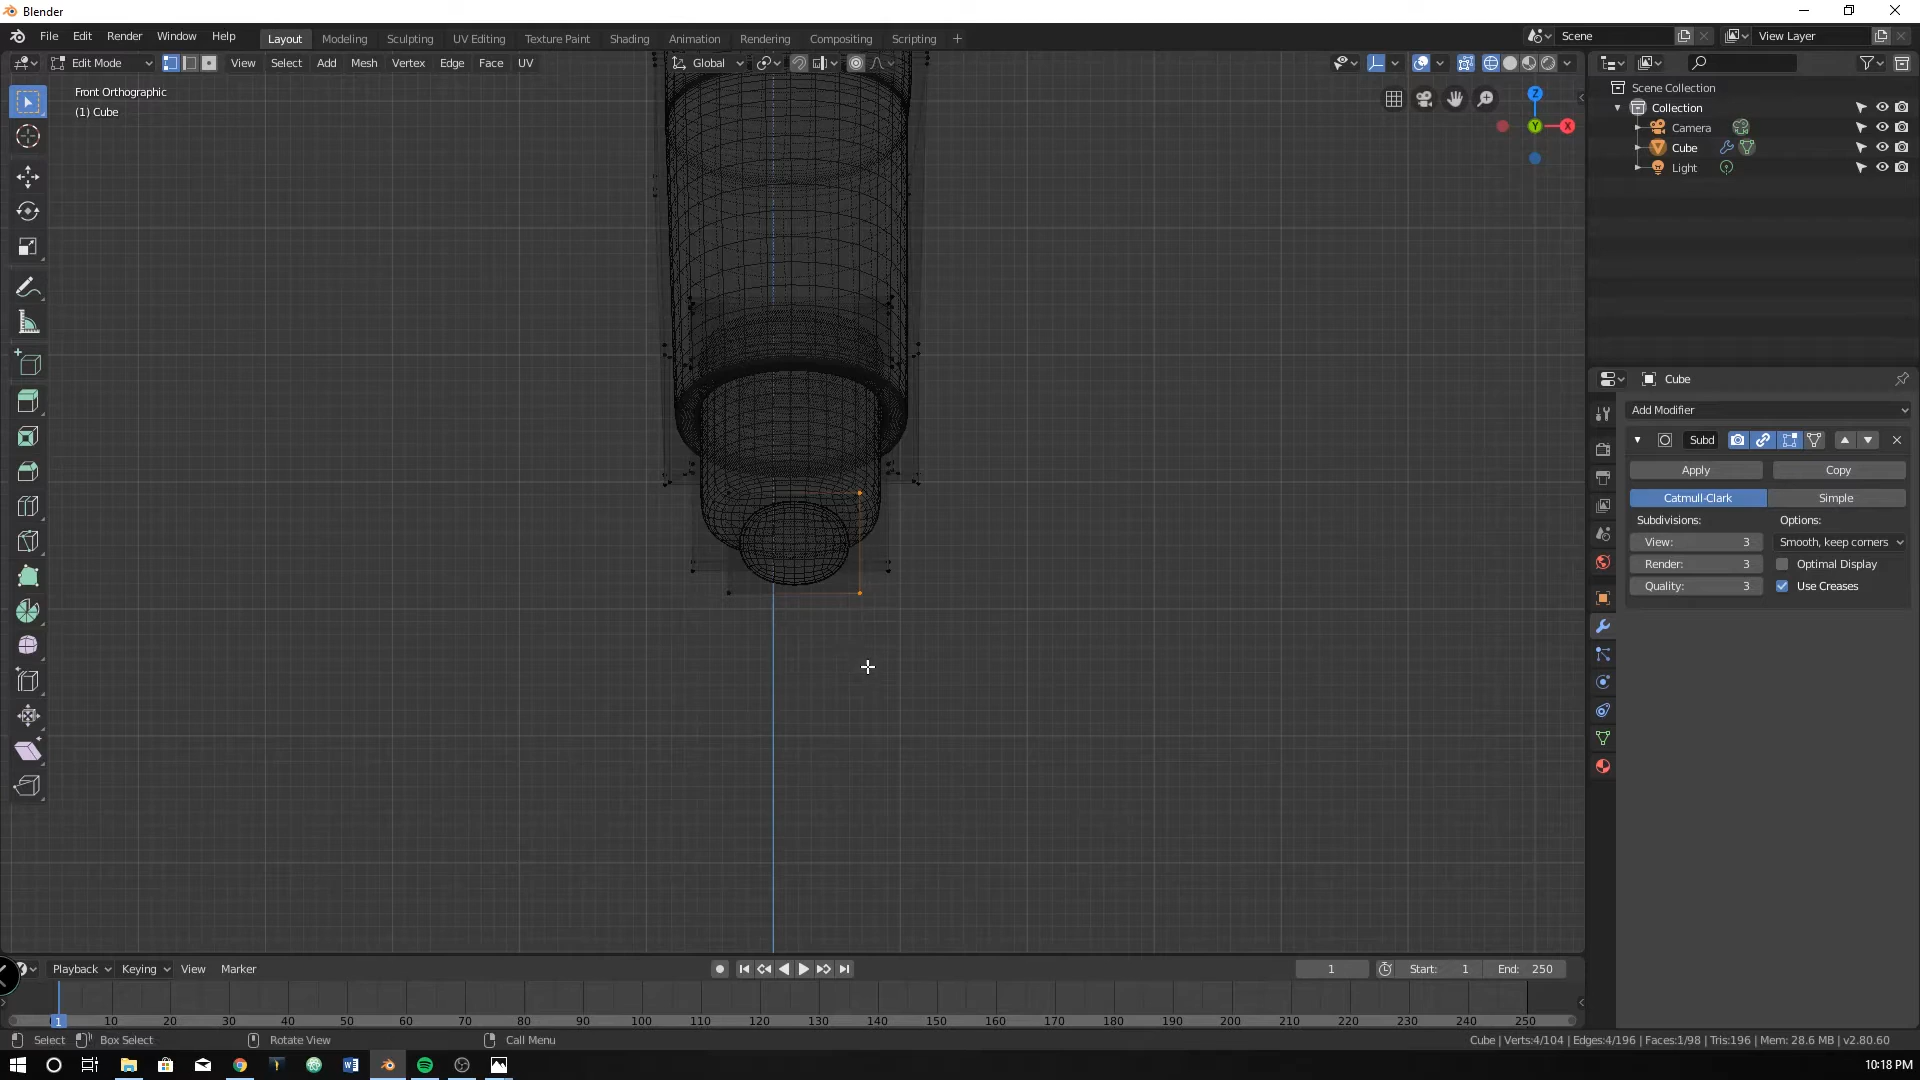 Blender
File Edit Render Window Help Layout Modeling Sculpting UV Editing Texture Paint Shading Animation Rendering Compositing Scripting + Scene View Layer
Edit Mode View Select Add Mesh Vertex Edge Face UV Global
Front Orthographic
(1) Cube
Z
Y
X
Scene Collection
Collection
Camera
Cube
Light
Cube
Add Modifier
Subd
Apply Copy
Catmull-Clark Simple
Subdivisions: Options:
View: 3 Smooth, keep corners
Render: 3 Optimal Display
Quality: 3 Use Creases
Playback Keying View Marker 1 Start: 1 End: 250
1 10 20 30 40 50 60 70 80 90 100 110 120 130 140 150 160 170 180 190 200 210 220 230 240 250
Select Box Select Rotate View Call Menu Cube | Verts:4/104 | Edges:4/196 | Faces:1/98 | Tris:196 | Mem: 28.6 MB | v2.80.60
10:18 PM